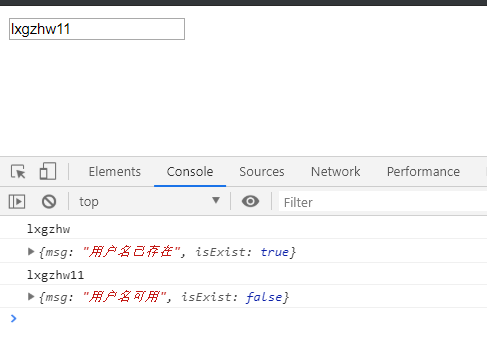 lxgzhw11
Elements Console Sources Network Performance
top Filter
lxgzhw
{msg: "用户名已存在", isExist: true}
lxgzhw11
{msg: "用户名可用", isExist: false}